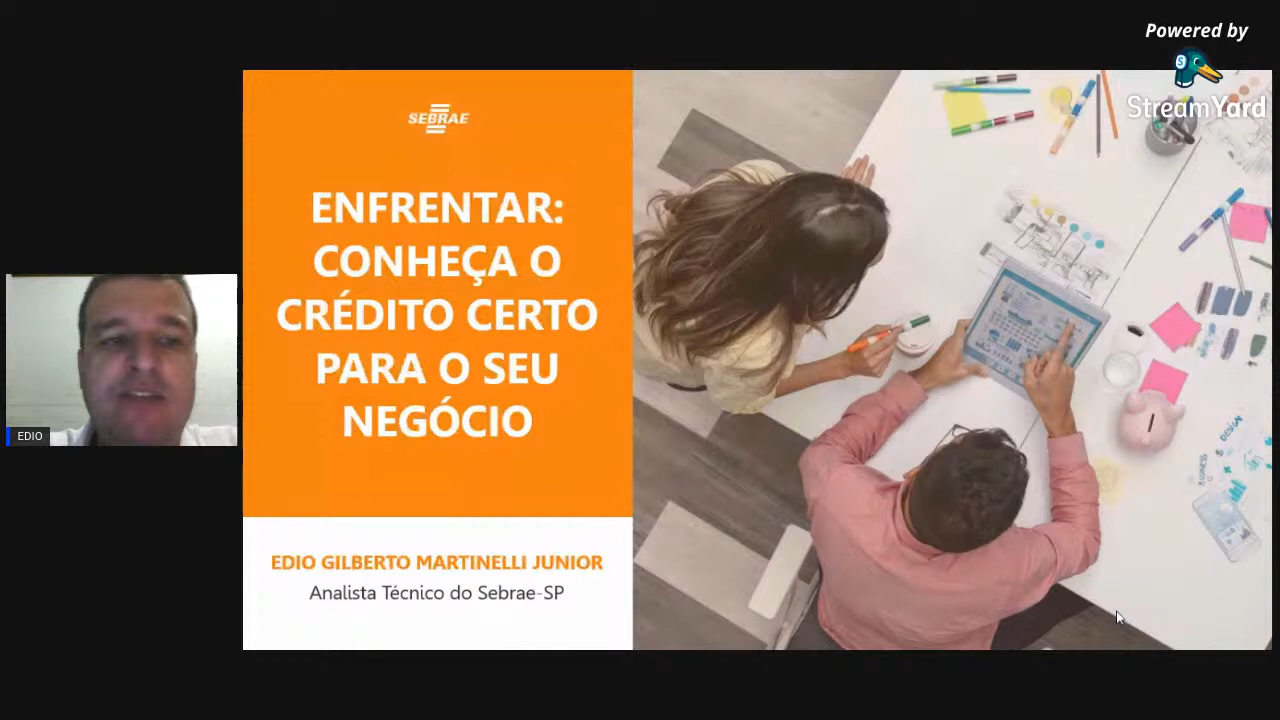 Powered by
StreamYard
SEBRAE
ENFRENTAR:
CONHEÇA O
CRÉDITO CERTO
PARA O SEU
NEGÓCIO
EDIO GILBERTO MARTINELLI JUNIOR
Analista Técnico do Sebrae-SP
EDIO
DESIGN